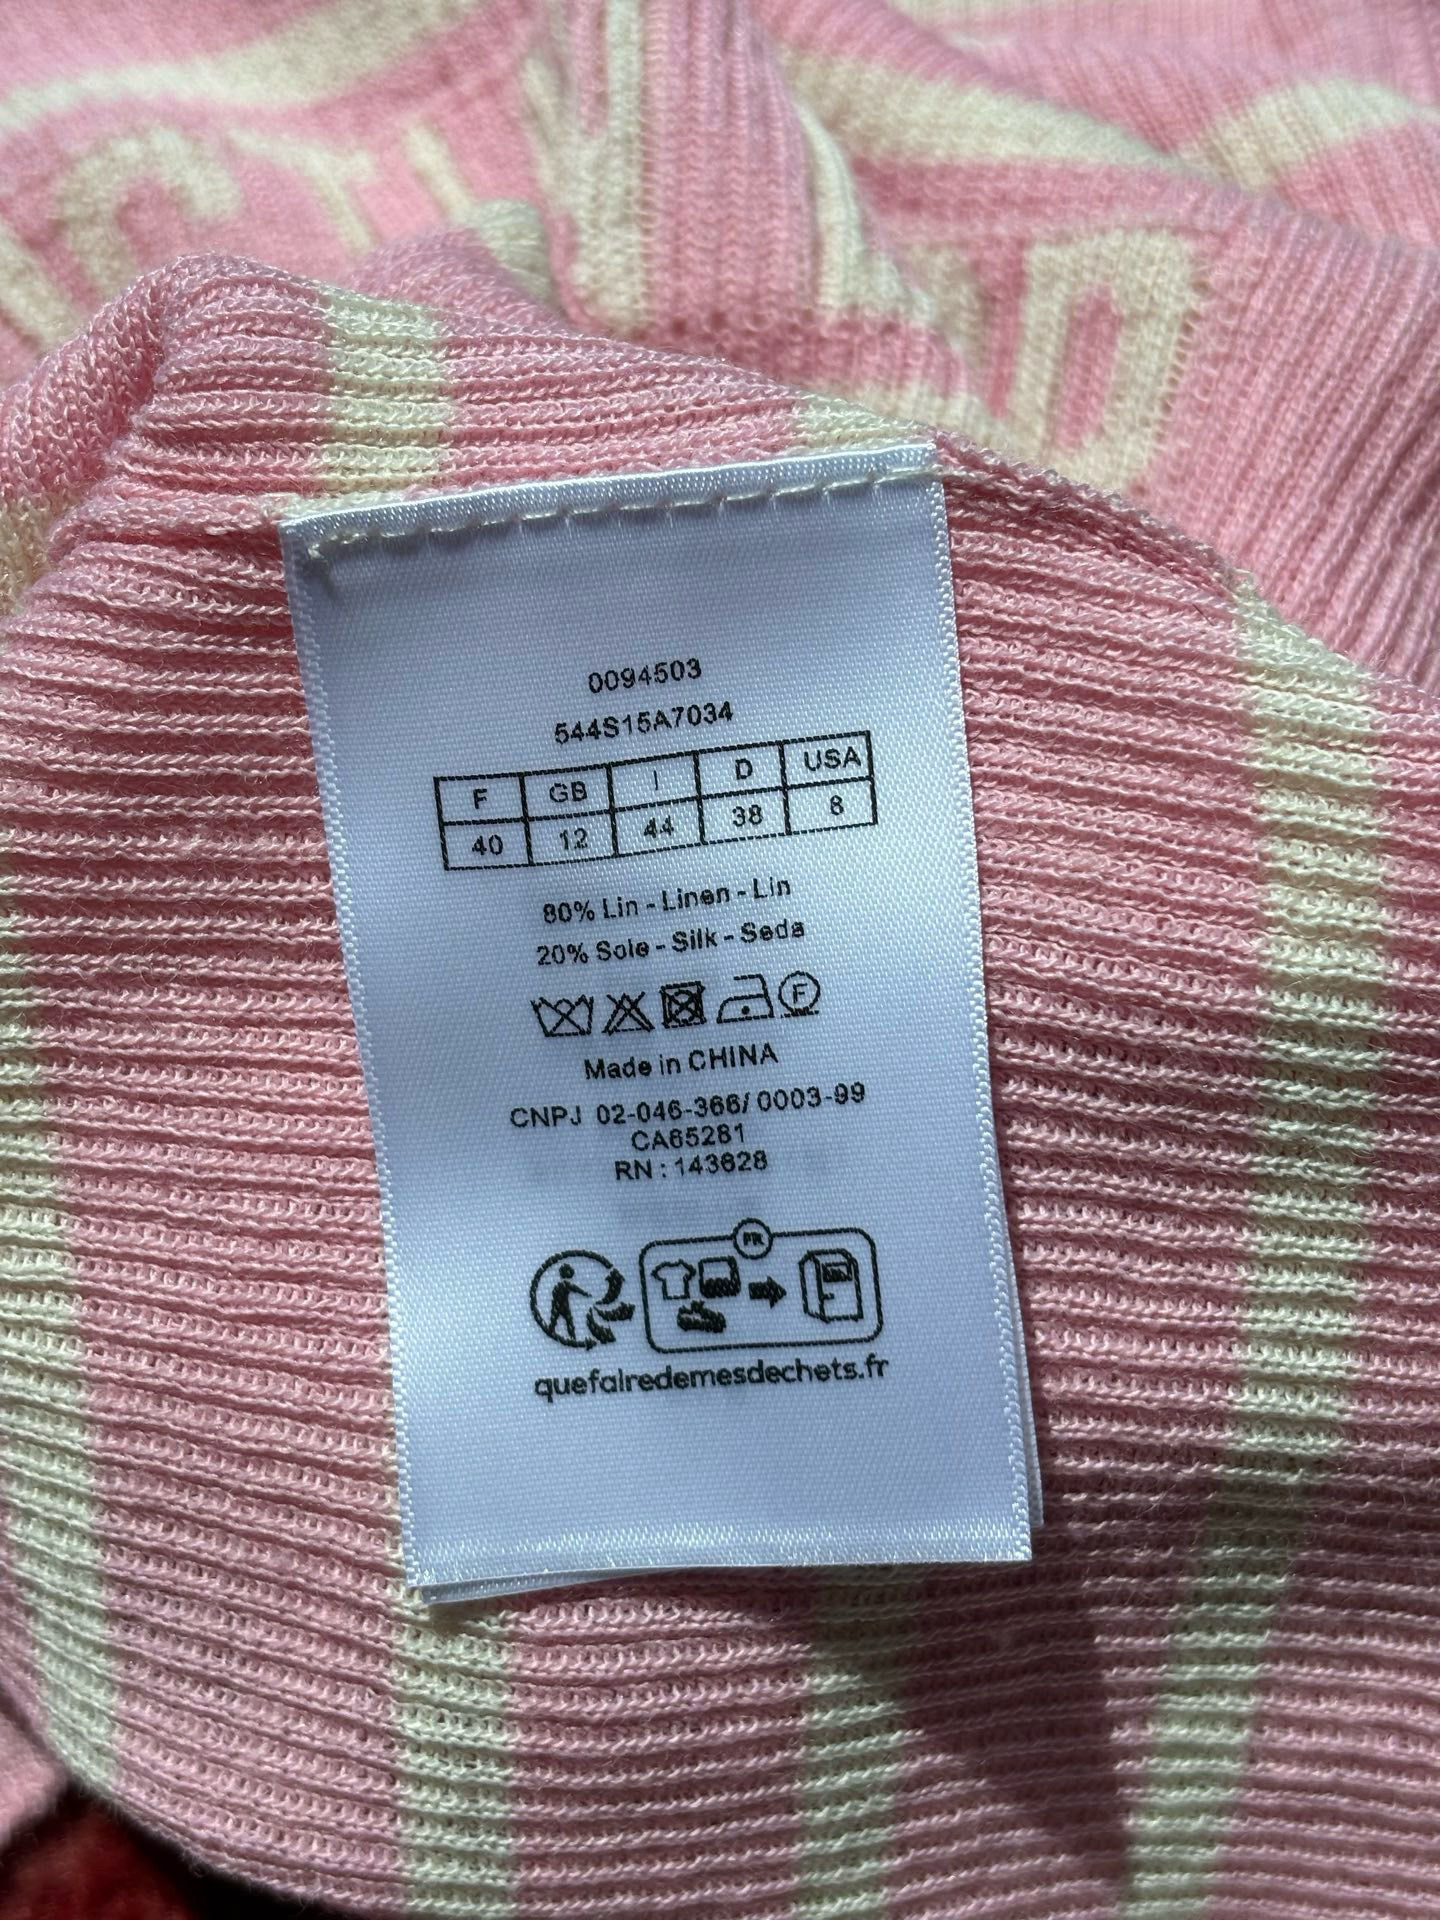 0094503
544S15A7034
F GB I D USA
40 12 44 38 8
80% Lin - Linen - Lin
20% Soie - Silk - Seda
F
Made in CHINA
CNPJ 02-046-366/ 0003-99
CA65281
RN : 143628
FR
quefairedemesdechets.fr